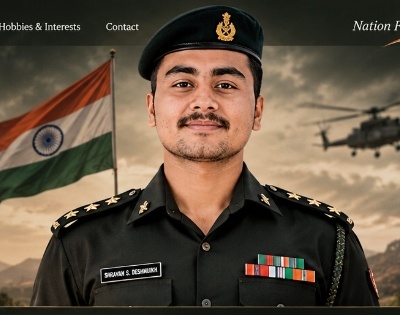 Hobbies & Interests
Contact
Nation F
SHRAVAN S. DESHMUKH